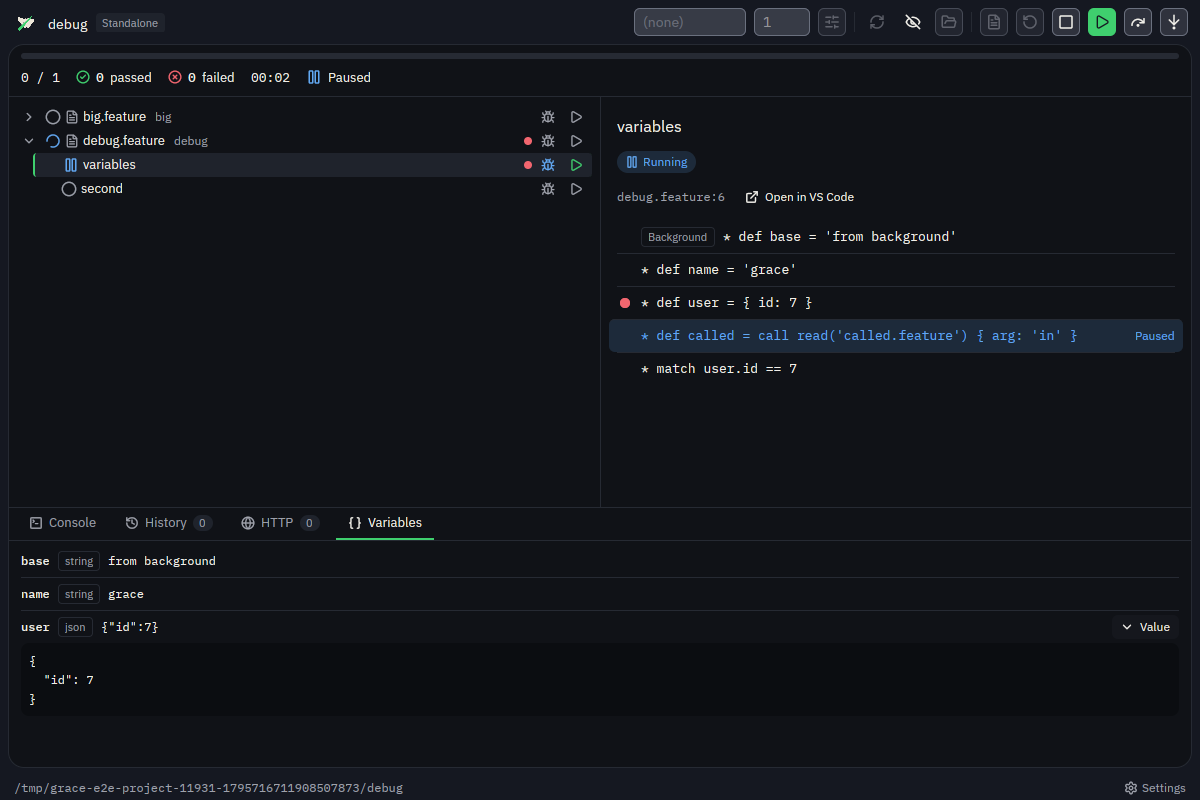 debug Standalone (none) 1
0 / 1 0 passed 0 failed 00:02 Paused
big.feature big
debug.feature debug
variables
second
variables
Running
debug.feature:6 Open in VS Code
Background * def base = 'from background'
* def name = 'grace'
* def user = { id: 7 }
* def called = call read('called.feature') { arg: 'in' } Paused
* match user.id == 7
Console History 0 HTTP 0 {} Variables
base string from background
name string grace
user json {"id":7} Value
{
"id": 7
}
/tmp/grace-e2e-project-11931-1795716711908507873/debug Settings